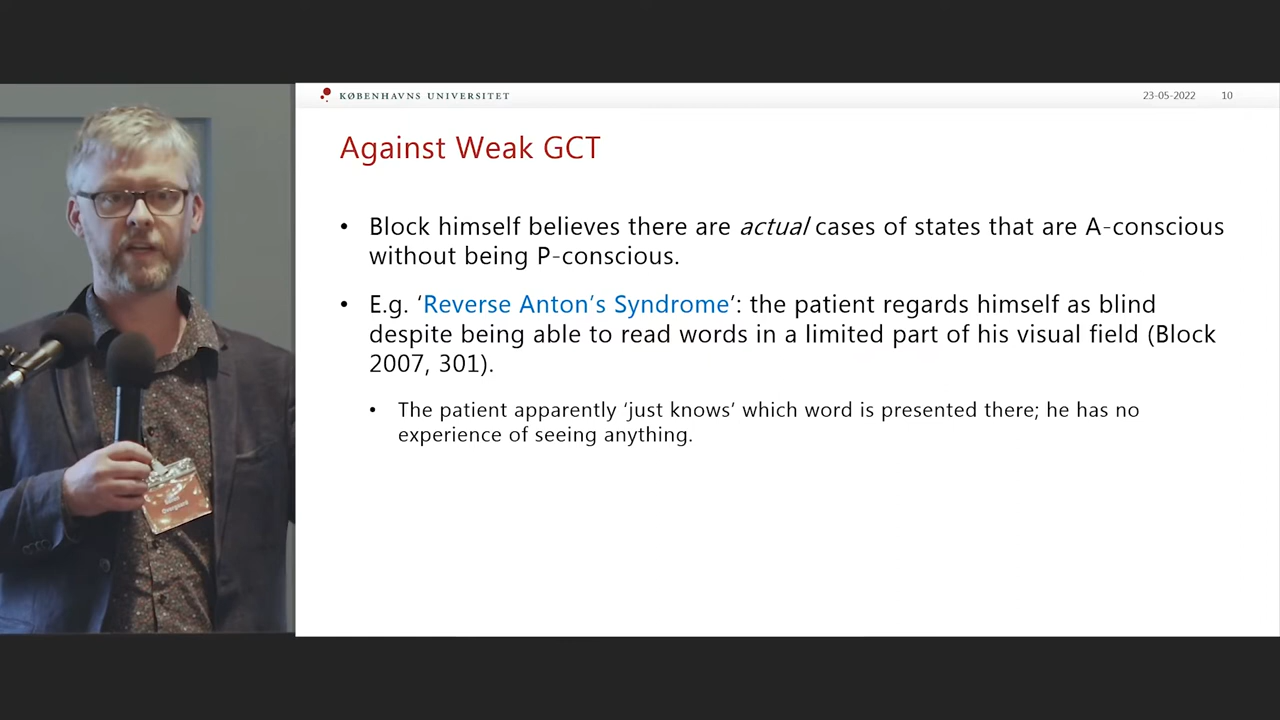 KØBENHAVNS UNIVERSITET
23-05-2022 10
Against Weak GCT
• Block himself believes there are actual cases of states that are A-conscious
without being P-conscious.
• E.g. ‘Reverse Anton’s Syndrome‘: the patient regards himself as blind
despite being able to read words in a limited part of his visual field (Block
2007, 301).
• The patient apparently ‘just knows’ which word is presented there; he has no
experience of seeing anything.
Overgaard